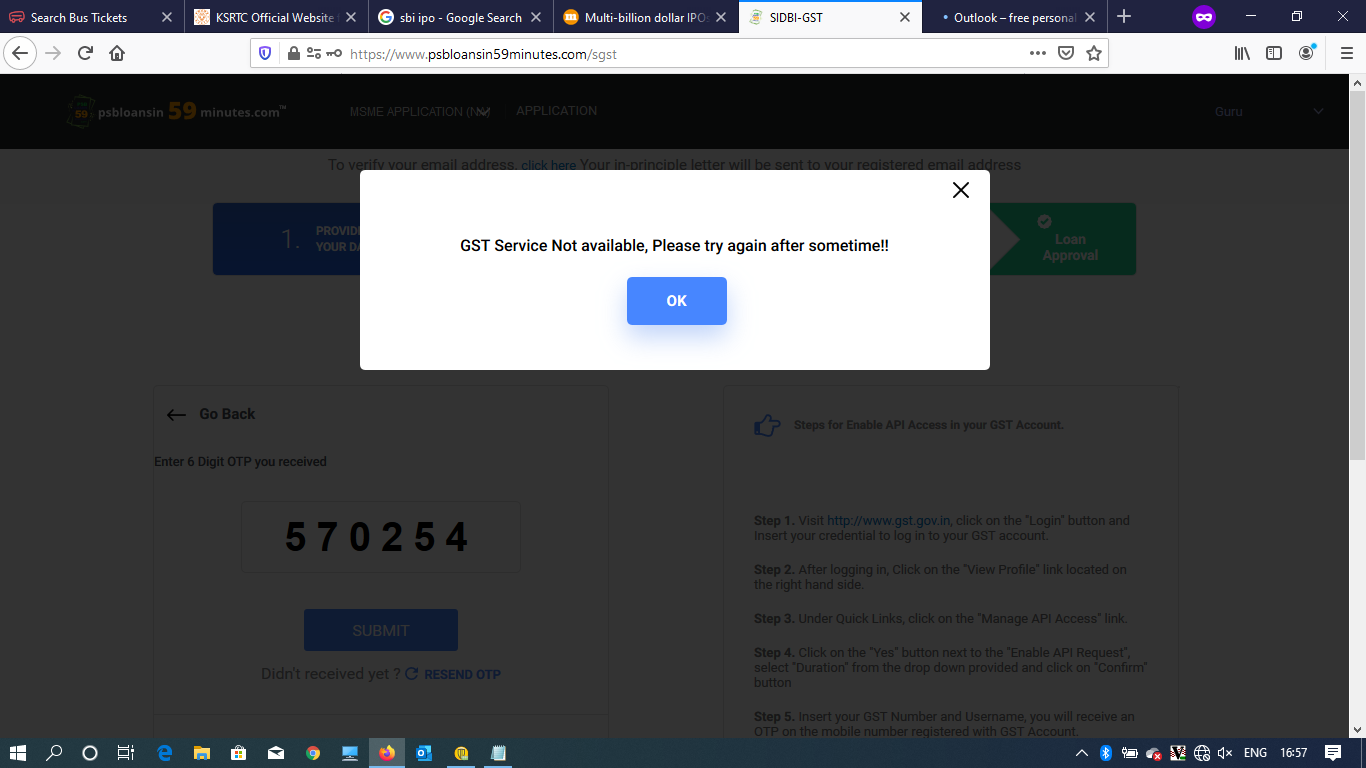 Search Bus Tickets
KSRTC Official Website f
sbi ipo - Google Search
Multi-billion dollar IPOs
SIDBI-GST
Outlook – free personal
https://www.psbloansin59minutes.com/sgst
59 psbloansin 59 minutes.com™
MSME APPLICATION (N
APPLICATION
Guru
To verify your email address, click here Your in-principle letter will be sent to your registered email address
1. PROVIDE
YOUR DA
Loan
Approval
GST Service Not available, Please try again after sometime!!
OK
Go Back
Enter 6 Digit OTP you received
5 7 0 2 5 4
SUBMIT
Didn't received yet ? RESEND OTP
Steps for Enable API Access in your GST Account.
Step 1. Visit http://www.gst.gov.in, click on the "Login" button and
Insert your credential to log in to your GST account.
Step 2. After logging in, Click on the "View Profile" link located on
the right hand side.
Step 3. Under Quick Links, click on the "Manage API Access" link.
Step 4. Click on the "Yes" button next to the "Enable API Request",
select "Duration" from the drop down provided and click on "Confirm"
button
Step 5. Insert your GST Number and Username, you will receive an
OTP on the mobile number registered with GST Account.
ENG
16:57